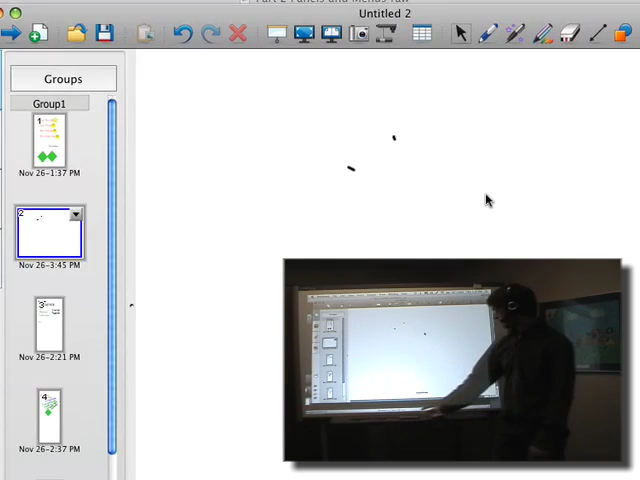 Part 2 Panels and Menus raw
Untitled 2
Groups
Group1
1
Nov 26-1:37 PM
2
Nov 26-3:45 PM
3
Nov 26-2:21 PM
4
Nov 26-2:37 PM